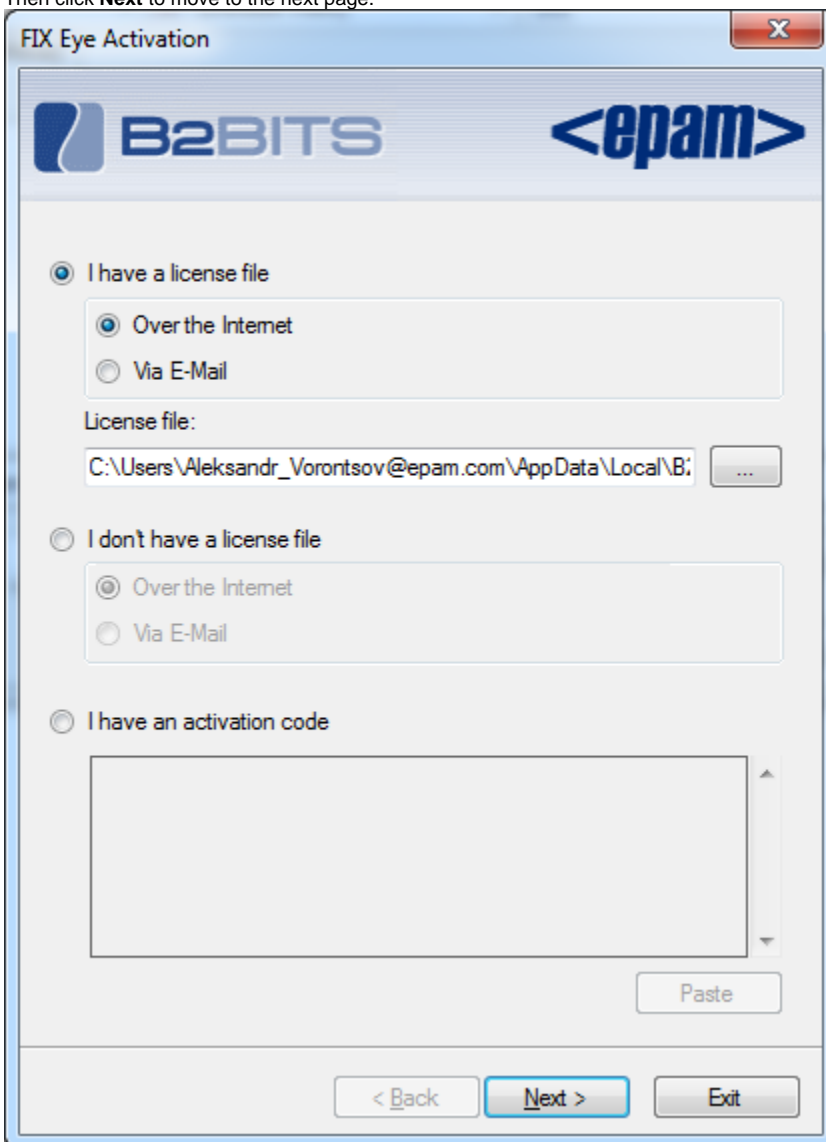 Then click Next to move to the next page.
FIX Eye Activation
B2BITS <epam>
I have a license file
Over the Internet
Via E-Mail
License file:
C:\Users\Aleksandr_Vorontsov@epam.com\AppData\Local\B2 ...
I don't have a license file
Over the Internet
Via E-Mail
I have an activation code
Paste
< Back Next > Exit